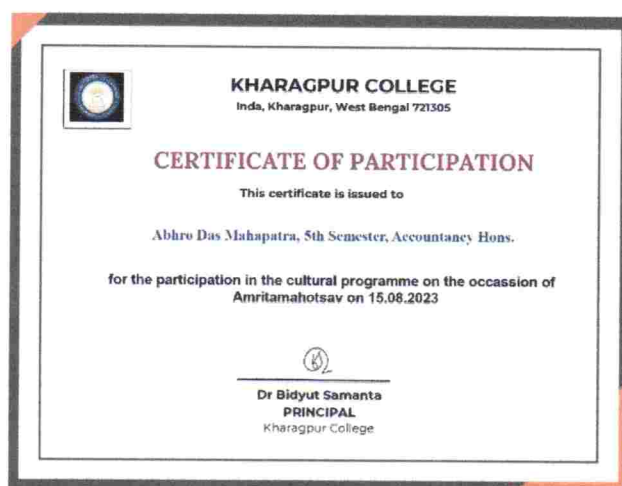 KHARAGPUR COLLEGE
Inda, Kharagpur, West Bengal 721305
CERTIFICATE OF PARTICIPATION
This certificate is issued to
Abhro Das Mahapatra, 5th Semester, Accountancy Hons.
for the participation in the cultural programme on the occassion of
Amritamahotsav on 15.08.2023
Dr Bidyut Samanta
PRINCIPAL
Kharagpur College